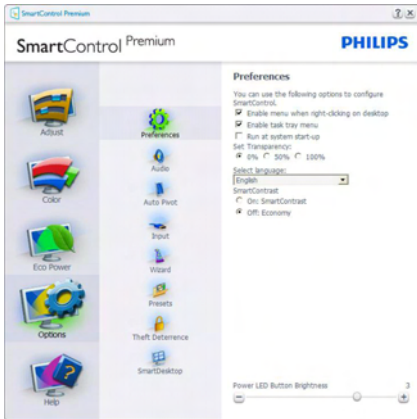 SmartControl Premium
SmartControl Premium
PHILIPS
Adjust
Color
Eco Power
Options
Help
Preferences
Audio
Auto Pivot
Input
Wizard
Presets
Theft Deterrence
SmartDesktop
Preferences
You can use the following options to configure
SmartControl.
Enable menu when right-clicking on desktop
Enable task tray menu
Run at system start-up
Set Transparency:
0% 50% 100%
Select language:
English
SmartContrast
On: SmartContrast
Off: Economy
Power LED Button Brightness 3